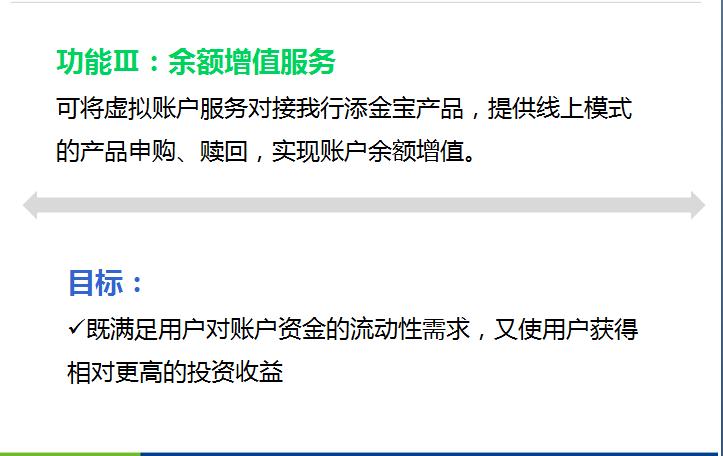 功能Ⅲ：余额增值服务
可将虚拟账户服务对接我行添金宝产品，提供线上模式
的产品申购、赎回，实现账户余额增值。
目标：
✓既满足用户对账户资金的流动性需求，又使用户获得
相对更高的投资收益